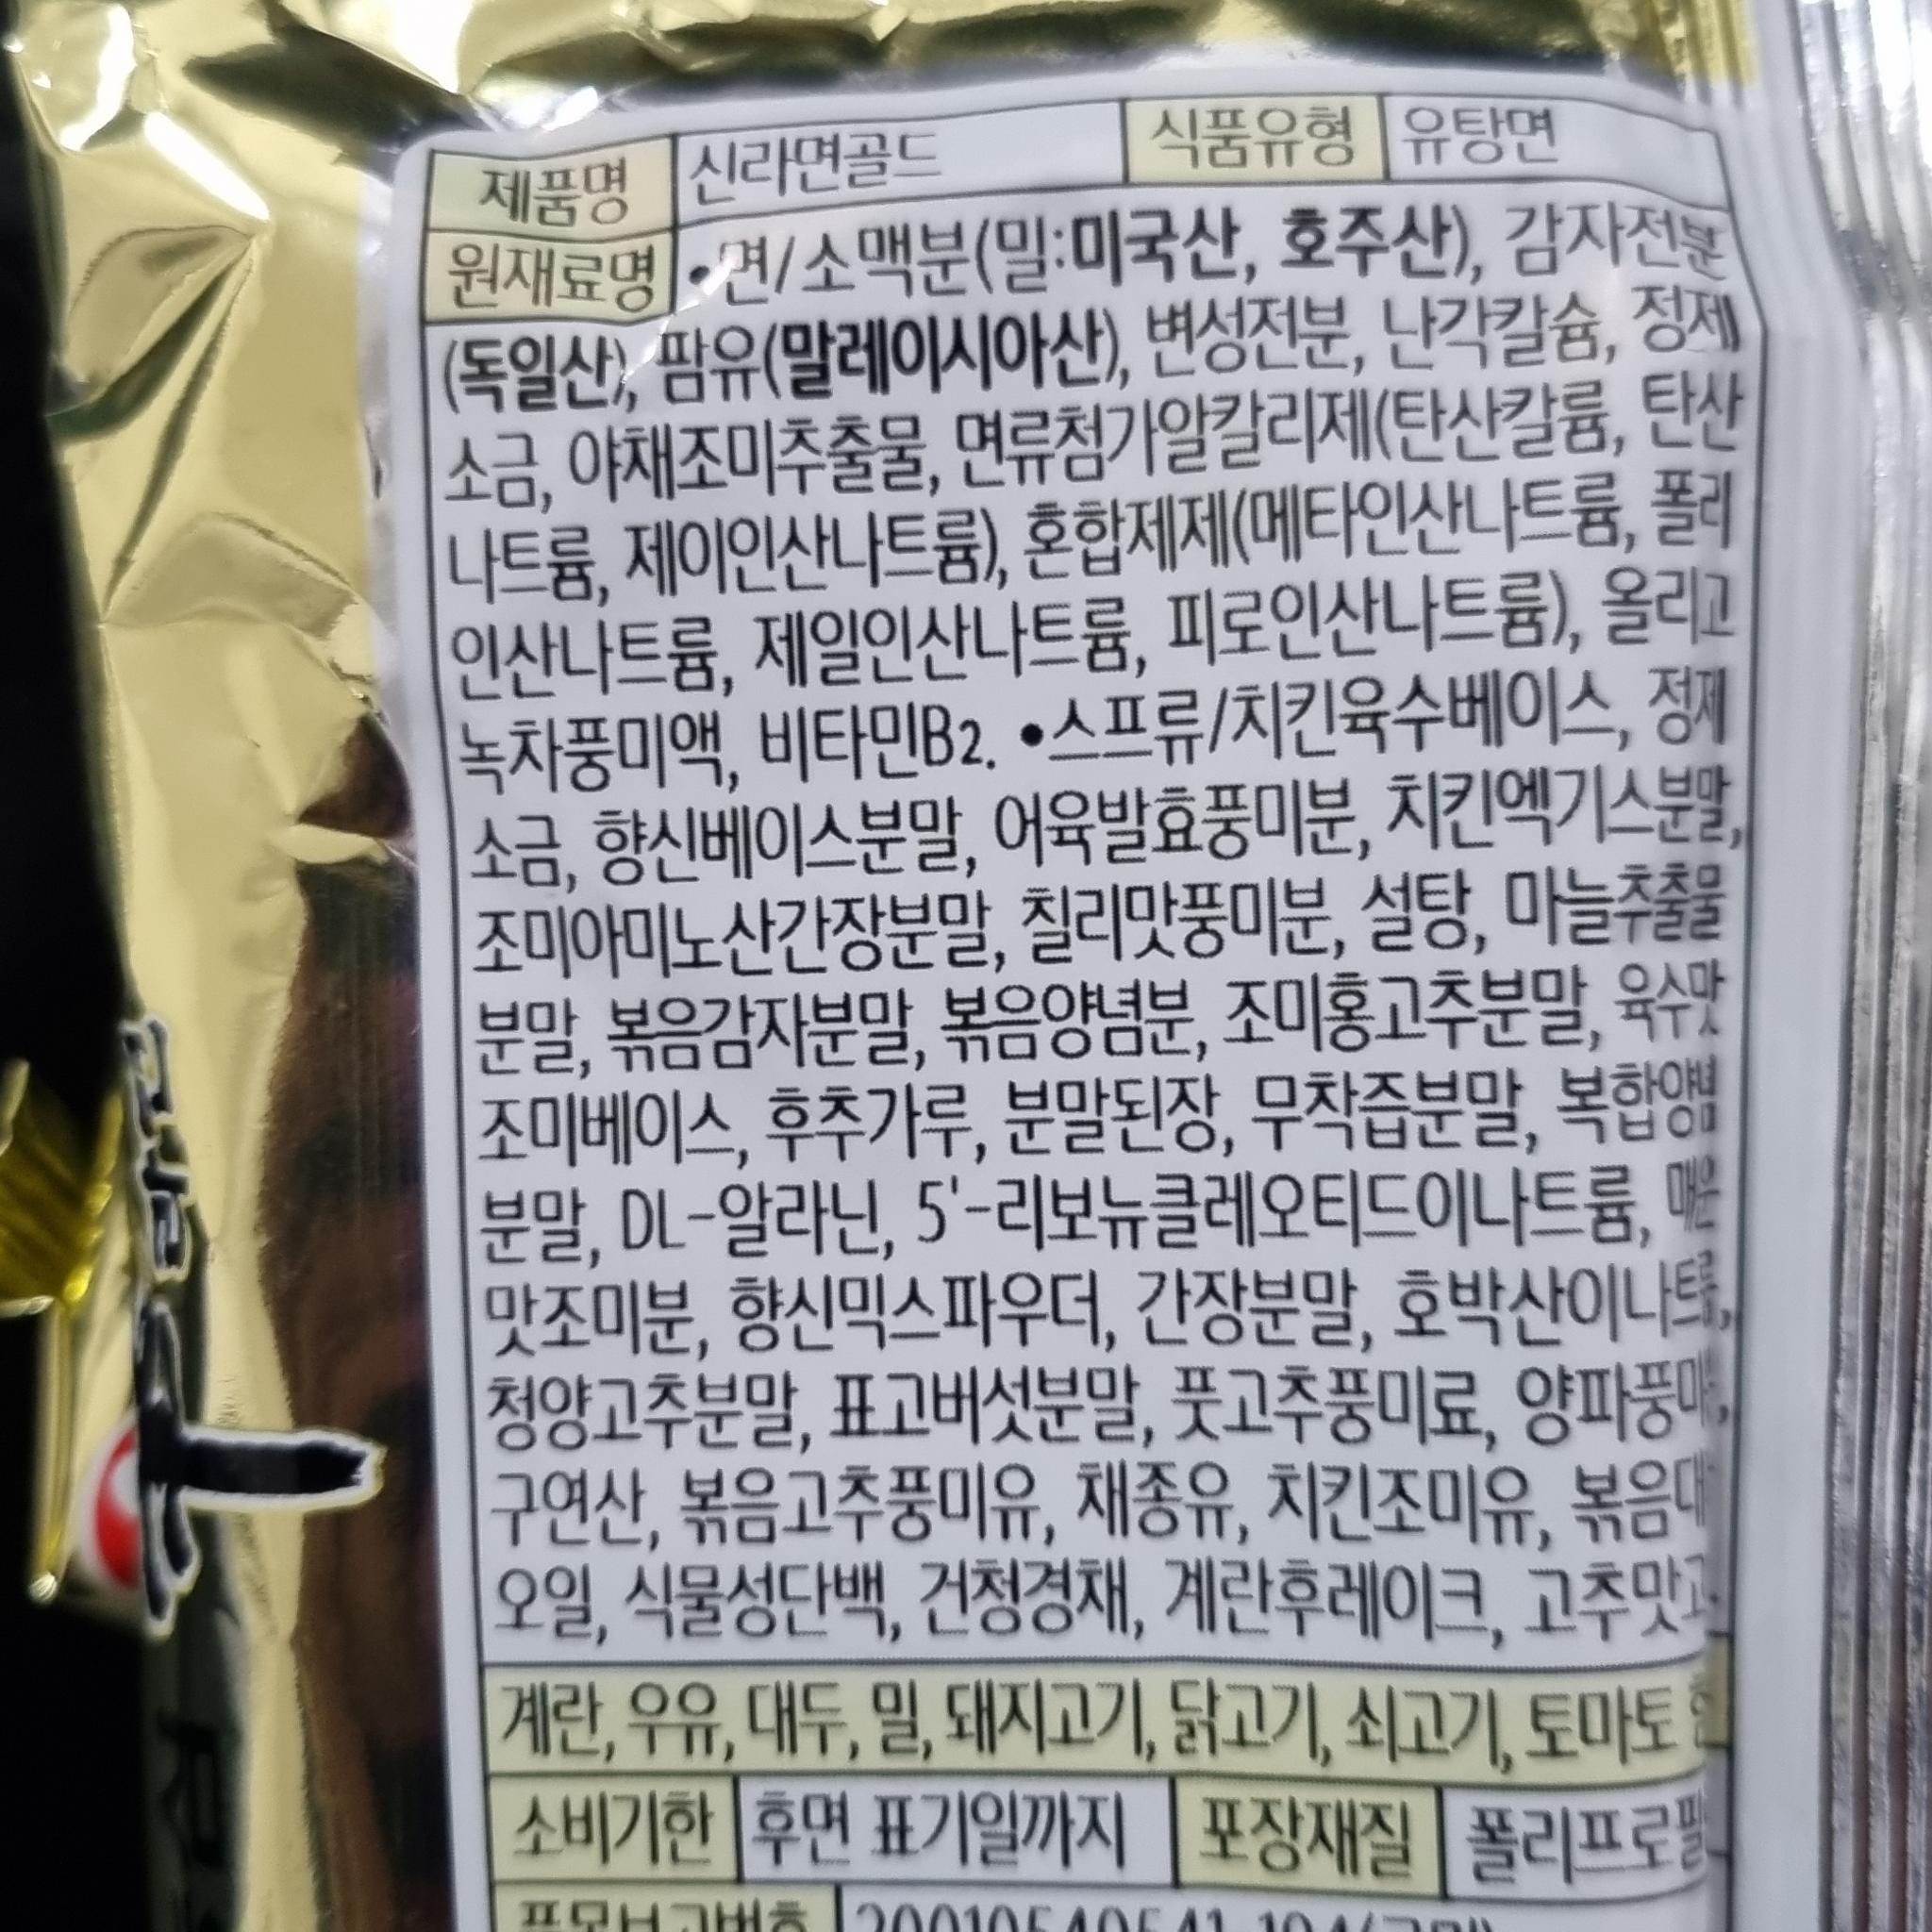 제품명 신라면골드 식품유형 유탕면
원재료명 •면/소맥분(밀:미국산, 호주산), 감자전분
(독일산), 팜유(말레이시아산), 변성전분, 난각칼슘, 정제
소금, 야채조미추출물, 면류첨가알칼리제(탄산칼륨, 탄산
나트륨, 제이인산나트륨), 혼합제제(메타인산나트륨, 폴리
인산나트륨, 제일인산나트륨, 피로인산나트륨), 올리고
녹차풍미액, 비타민B2. •스프류/치킨육수베이스, 정제
소금, 향신베이스분말, 어육발효풍미분, 치킨엑기스분말,
조미아미노산간장분말, 칠리맛풍미분, 설탕, 마늘추출물
분말, 볶음감자분말, 볶음양념분, 조미홍고추분말, 육수맛
조미베이스, 후추가루, 분말된장, 무착즙분말, 복합양념
분말, DL-알라닌, 5'-리보뉴클레오티드이나트륨, 매운
맛조미분, 향신믹스파우더, 간장분말, 호박산이나트륨,
청양고추분말, 표고버섯분말, 풋고추풍미료,
구연산, 볶음고추풍미유, 채종유, 치킨조미유,
오일, 식물성단백, 건청경채, 계란후레이크,
계란, 우유, 대두, 밀, 돼지고기, 닭고기, 쇠고기, 토마토
소비기한 후면 표기일까지 포장재질
품목보고번호